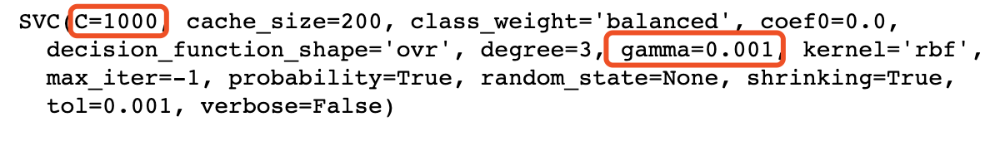 SVC(C=1000, cache_size=200, class_weight='balanced', coef0=0.0,
decision_function_shape='ovr', degree=3, gamma=0.001, kernel='rbf',
max_iter=-1, probability=True, random_state=None, shrinking=True,
tol=0.001, verbose=False)